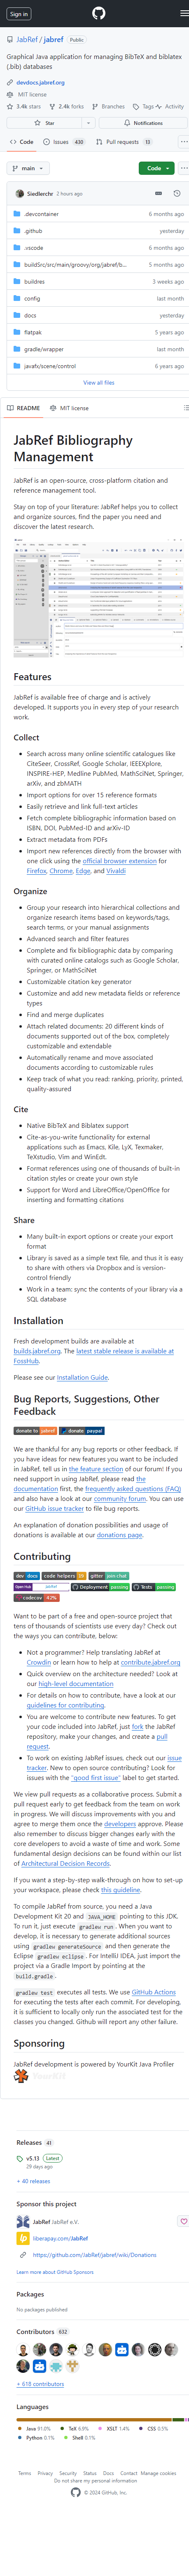 Sign in
JabRef / jabref Public
Graphical Java application for managing BibTeX and biblatex
(.bib) databases
devdocs.jabref.org
MIT license
3.4k stars 2.4k forks Branches Tags Activity
Star Notifications
Code Issues 430 Pull requests 13
main Code
Siedlerchr 2 hours ago
.devcontainer 6 months ago
.github yesterday
.vscode 6 months ago
buildSrc/src/main/groovy/org/jabref/b... 5 months ago
buildres 3 weeks ago
config last month
docs yesterday
flatpak 5 years ago
gradle/wrapper last month
javafx/scene/control 6 years ago
View all files
README MIT license
JabRef Bibliography
Management
JabRef is an open-source, cross-platform citation and
reference management tool.
Stay on top of your literature: JabRef helps you to collect
and organize sources, find the paper you need and
discover the latest research.
Features
JabRef is available free of charge and is actively
developed. It supports you in every step of your research
work.
Collect
Search across many online scientific catalogues like
CiteSeer, CrossRef, Google Scholar, IEEEXplore,
INSPIRE-HEP, Medline PubMed, MathSciNet, Springer,
arXiv, and zbMATH
Import options for over 15 reference formats
Easily retrieve and link full-text articles
Fetch complete bibliographic information based on
ISBN, DOI, PubMed-ID and arXiv-ID
Extract metadata from PDFs
Import new references directly from the browser with
one click using the official browser extension for
Firefox, Chrome, Edge, and Vivaldi
Organize
Group your research into hierarchical collections and
organize research items based on keywords/tags,
search terms, or your manual assignments
Advanced search and filter features
Complete and fix bibliographic data by comparing
with curated online catalogs such as Google Scholar,
Springer, or MathSciNet
Customizable citation key generator
Customize and add new metadata fields or reference
types
Find and merge duplicates
Attach related documents: 20 different kinds of
documents supported out of the box, completely
customizable and extendable
Automatically rename and move associated
documents according to customizable rules
Keep track of what you read: ranking, priority, printed,
quality-assured
Cite
Native BibTeX and Biblatex support
Cite-as-you-write functionality for external
applications such as Emacs, Kile, LyX, Texmaker,
TeXstudio, Vim and WinEdt.
Format references using one of thousands of built-in
citation styles or create your own style
Support for Word and LibreOffice/OpenOffice for
inserting and formatting citations
Share
Many built-in export options or create your export
format
Library is saved as a simple text file, and thus it is easy
to share with others via Dropbox and is version-
control friendly
Work in a team: sync the contents of your library via a
SQL database
Installation
Fresh development builds are available at
builds.jabref.org. The latest stable release is available at
FossHub.
Please see our Installation Guide.
Bug Reports, Suggestions, Other
Feedback
donate to jabref donate paypal
We are thankful for any bug reports or other feedback. If
you have ideas for new features you want to be included
in JabRef, tell us in the feature section of our forum! If you
need support in using JabRef, please read the
documentation first, the frequently asked questions (FAQ)
and also have a look at our community forum. You can use
our GitHub issue tracker to file bug reports.
An explanation of donation possibilities and usage of
donations is available at our donations page.
Contributing
dev docs code helpers 19 gitter join chat
Open Hub jabref Deployment passing Tests passing
codecov 42%
Want to be part of a free and open-source project that
tens of thousands of scientists use every day? Here's how
you can contribute, below:
Not a programmer? Help translating JabRef at
Crowdin or learn how to help at contribute.jabref.org
Quick overview on the architecture needed? Look at
our high-level documentation
For details on how to contribute, have a look at our
guidelines for contributing.
You are welcome to contribute new features. To get
your code included into JabRef, just fork the JabRef
repository, make your changes, and create a pull
request.
To work on existing JabRef issues, check out our issue
tracker. New to open source contributing? Look for
issues with the "good first issue" label to get started.
We view pull requests as a collaborative process. Submit a
pull request early to get feedback from the team on work
in progress. We will discuss improvements with you and
agree to merge them once the developers approve. Please
also remember to discuss bigger changes early with the
core developers to avoid a waste of time and work. Some
fundamental design decisions can be found within our list
of Architectural Decision Records.
If you want a step-by-step walk-through on how to set-up
your workspace, please check this guideline.
To compile JabRef from source, you need a Java
Development Kit 20 and JAVA_HOME pointing to this JDK.
To run it, just execute gradlew run. When you want to
develop, it is necessary to generate additional sources
using gradlew generateSource and then generate the
Eclipse gradlew eclipse. For IntelliJ IDEA, just import the
project via a Gradle Import by pointing at the
build.gradle.
gradlew test executes all tests. We use GitHub Actions
for executing the tests after each commit. For developing,
it is sufficient to locally only run the associated test for the
classes you changed. Github will report any other failure.
Sponsoring
JabRef development is powered by YourKit Java Profiler
YourKit
Releases 41
v5.13 Latest
29 days ago
+ 40 releases
Sponsor this project
JabRef JabRef e.V.
liberapay.com/JabRef
https://github.com/JabRef/jabref/wiki/Donations
Learn more about GitHub Sponsors
Packages
No packages published
Contributors 632
+ 618 contributors
Languages
Java 81.0% TeX 6.9% XSLT 1.4% CSS 0.5%
Python 0.1% Shell 0.1%
Terms Privacy Security Status Docs Contact Manage cookies
Do not share my personal information
© 2024 GitHub, Inc.